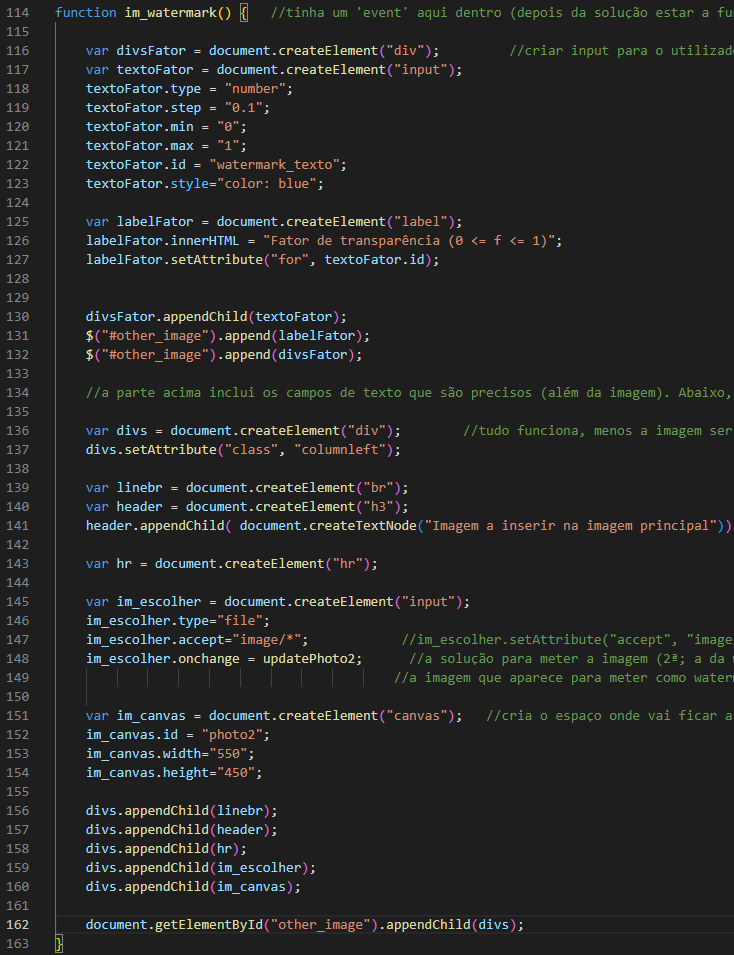 114 function im_watermark() { //tinha um 'event' aqui dentro (depois da solução estar a
115
116 var divsFator = document.createElement("div"); //criar input para o
117 var textoFator = document.createElement("input");
118 textoFator.type = "number";
119 textoFator.step = "0.1";
120 textoFator.min = "0";
121 textoFator.max = "1";
122 textoFator.id = "watermark_texto";
123 textoFator.style="color: blue";
124
125 var labelFator = document.createElement("label");
126 labelFator.innerHTML = "Fator de transparência (0 <= f <= 1)";
127 labelFator.setAttribute("for", textoFator.id);
128
129
130 divsFator.appendChild(textoFator);
131 $("#other_image").append(labelFator);
132 $("#other_image").append(divsFator);
133
134 //a parte acima inclui os campos de texto que são precisos (além da imagem). Abaixo,
135
136 var divs = document.createElement("div"); //tudo funciona, menos a imagem ser
137 divs.setAttribute("class", "columnleft");
138
139 var linebr = document.createElement("br");
140 var header = document.createElement("h3");
141 header.appendChild( document.createTextNode("Imagem a inserir na imagem principal"))
142
143 var hr = document.createElement("hr");
144
145 var im_escolher = document.createElement("input");
146 im_escolher.type="file";
147 im_escolher.accept="image/*"; //im_escolher.setAttribute("accept", "image
148 im_escolher.onchange = updatePhoto2; //a solução para meter a imagem (2ª; a da
149 //a imagem que aparece para meter como
150
151 var im_canvas = document.createElement("canvas"); //cria o espaço onde vai ficar a
152 im_canvas.id = "photo2";
153 im_canvas.width="550";
154 im_canvas.height="450";
155
156 divs.appendChild(linebr);
157 divs.appendChild(header);
158 divs.appendChild(hr);
159 divs.appendChild(im_escolher);
160 divs.appendChild(im_canvas);
161
162 document.getElementById("other_image").appendChild(divs);
163 }